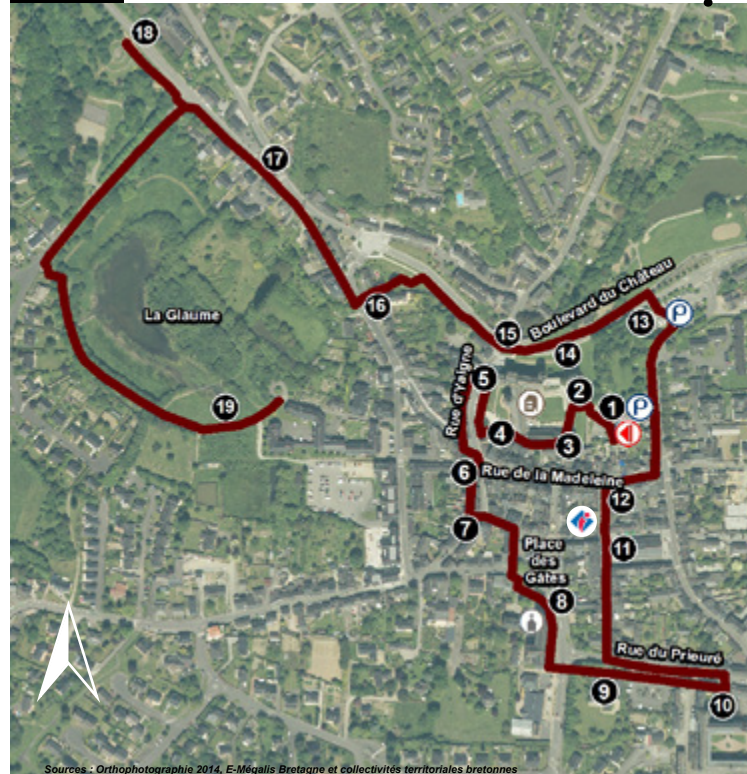 18
17
Boulevard du Château
13
P
16
La Glaume
15
14
Rue d'Yaigne
5
2
1
P
19
4
3
6
Rue de la Madeleine
12
7
11
Place
des
Gâtes
8
Rue du Prieuré
9
10
Sources : Orthophotographie 2014, E-Mégalis Bretagne et collectivités territoriales bretonnes